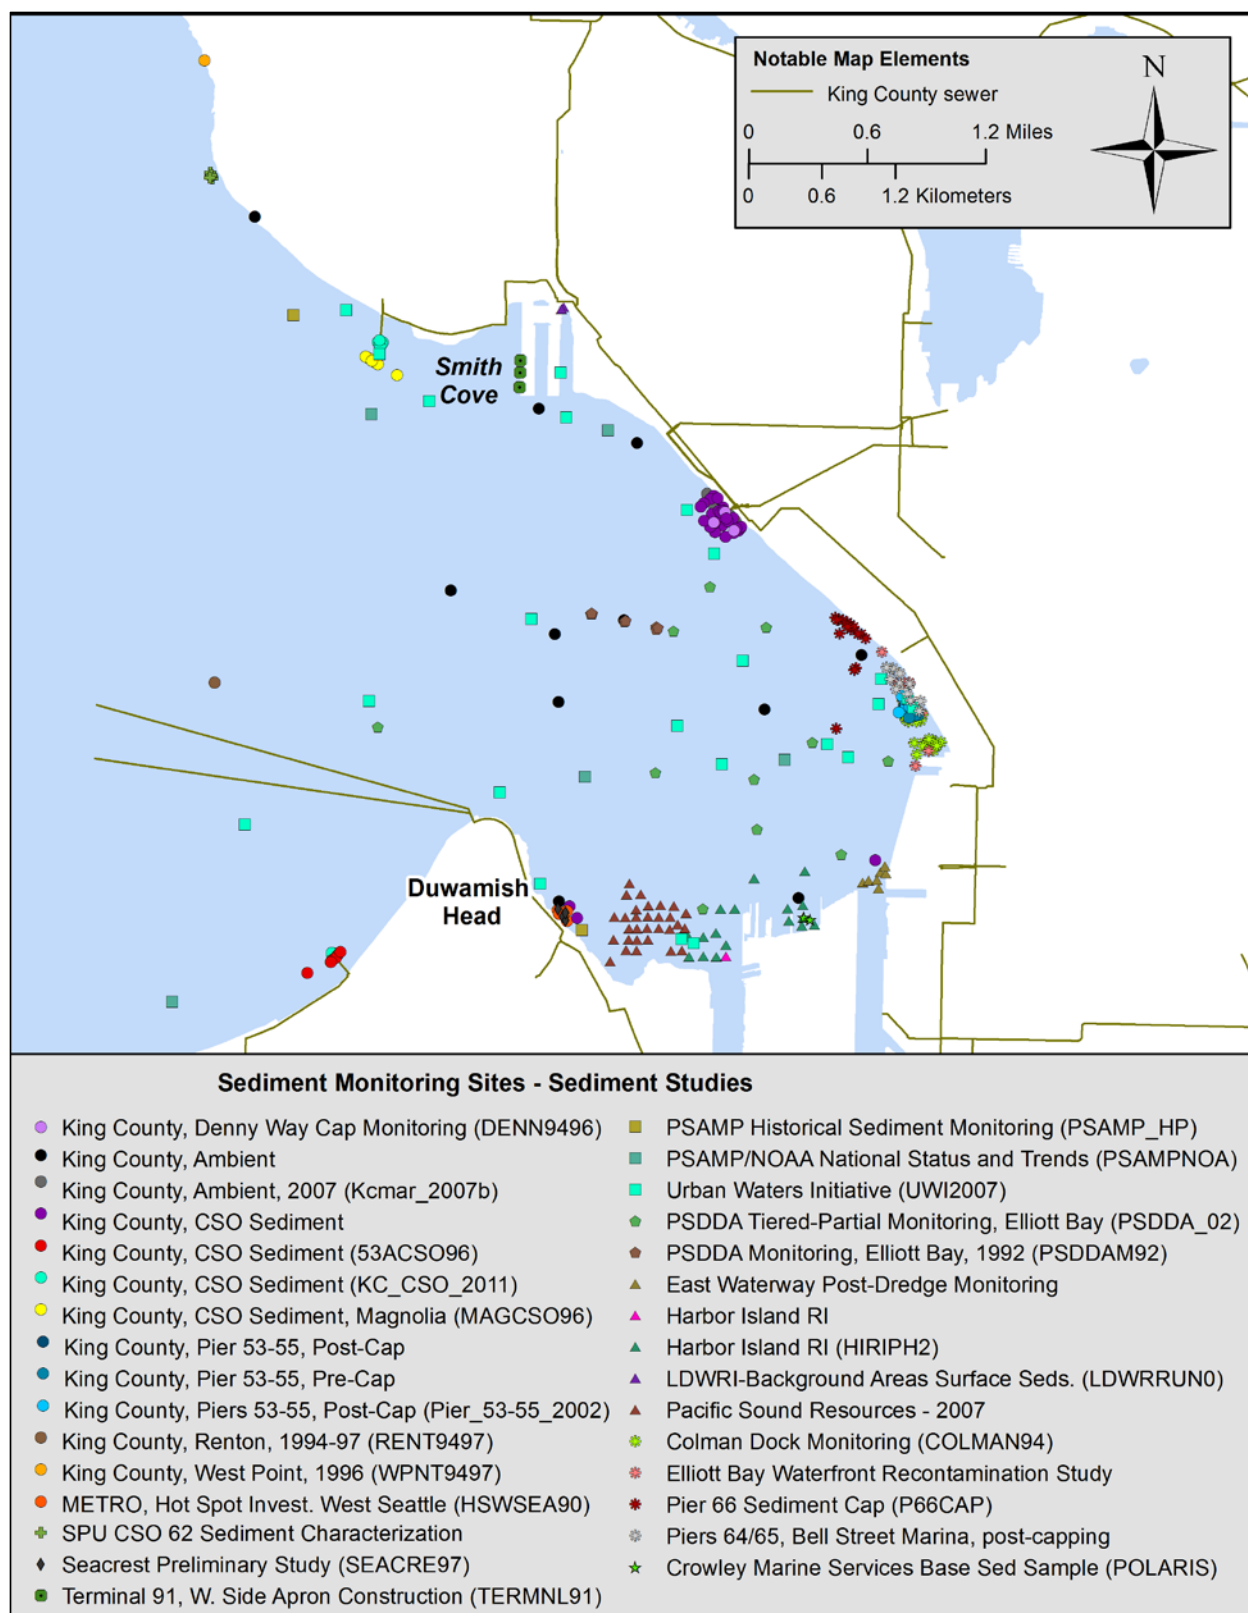 Notable Map Elements
King County sewer
0 0.6 1.2 Miles
0 0.6 1.2 Kilometers
N
Smith
Cove
Duwamish
Head
Sediment Monitoring Sites - Sediment Studies
King County, Denny Way Cap Monitoring (DENN9496)
King County, Ambient
King County, Ambient, 2007 (Kcmar_2007b)
King County, CSO Sediment
King County, CSO Sediment (53ACSO96)
King County, CSO Sediment (KC_CSO_2011)
King County, CSO Sediment, Magnolia (MAGCSO96)
King County, Pier 53-55, Post-Cap
King County, Pier 53-55, Pre-Cap
King County, Piers 53-55, Post-Cap (Pier_53-55_2002)
King County, Renton, 1994-97 (RENT9497)
King County, West Point, 1996 (WPNT9497)
METRO, Hot Spot Invest. West Seattle (HSWSEA90)
SPU CSO 62 Sediment Characterization
Seacrest Preliminary Study (SEACRE97)
Terminal 91, W. Side Apron Construction (TERMNL91)
PSAMP Historical Sediment Monitoring (PSAMP_HP)
PSAMP/NOAA National Status and Trends (PSAMPNOA)
Urban Waters Initiative (UWI2007)
PSDDA Tiered-Partial Monitoring, Elliott Bay (PSDDA_02)
PSDDA Monitoring, Elliott Bay, 1992 (PSDDAM92)
East Waterway Post-Dredge Monitoring
Harbor Island RI
Harbor Island RI (HIRIPH2)
LDWRI-Background Areas Surface Seds. (LDWRRUN0)
Pacific Sound Resources - 2007
Colman Dock Monitoring (COLMAN94)
Elliott Bay Waterfront Recontamination Study
Pier 66 Sediment Cap (P66CAP)
Piers 64/65, Bell Street Marina, post-capping
Crowley Marine Services Base Sed Sample (POLARIS)